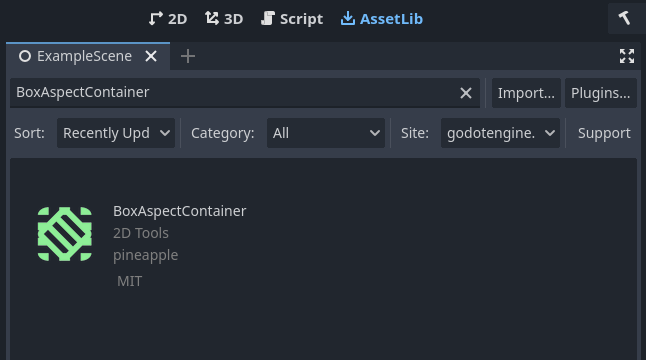 2D 3D Script AssetLib
ExampleScene
BoxAspectContainer Import... Plugins...
Sort: Recently Upd Category: All Site: godotengine. Support
BoxAspectContainer
2D Tools
pineapple
MIT